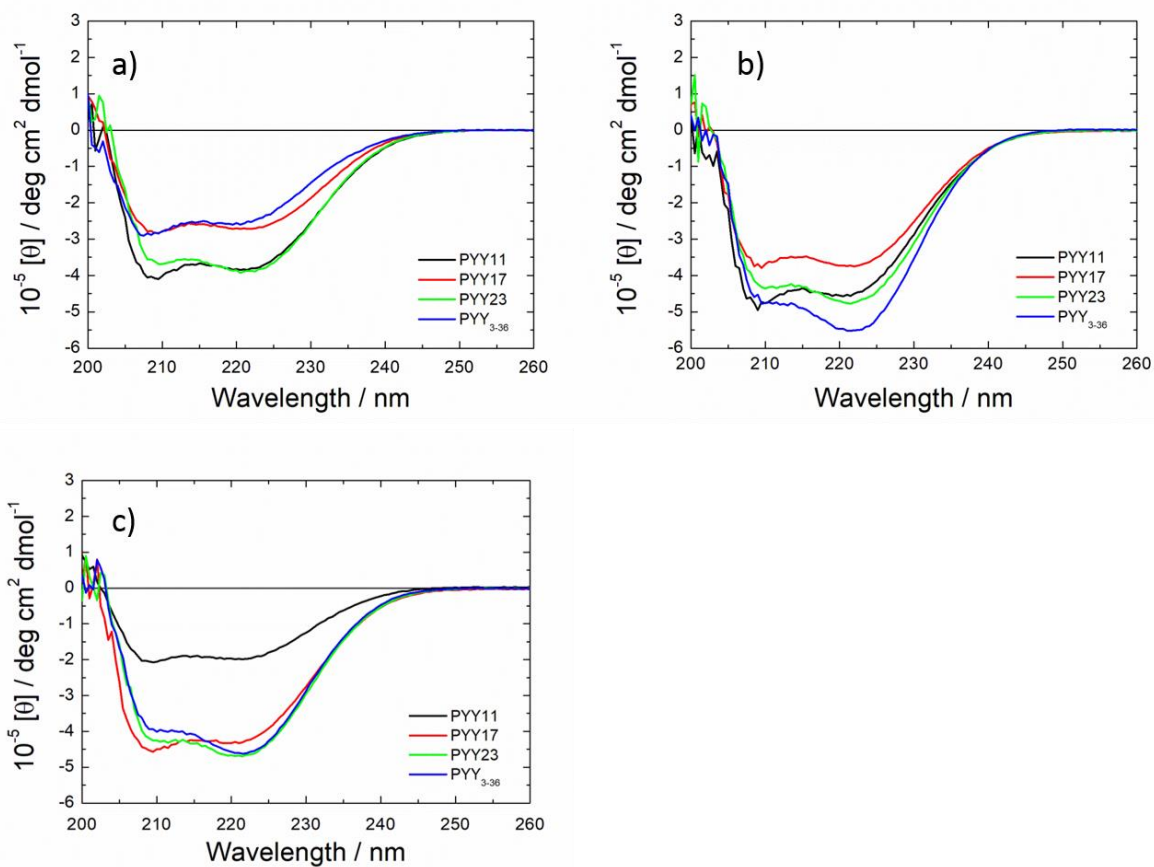 a)
3
2
1
0
-1
-2
-3
-4
-5
-6
10⁻⁵ [θ] / deg cm² dmol⁻¹
PYY11
PYY17
PYY23
PYY₃₋₃₆
200 210 220 230 240 250 260
Wavelength / nm
b)
3
2
1
0
-1
-2
-3
-4
-5
-6
10⁻⁵ [θ] / deg cm² dmol⁻¹
PYY11
PYY17
PYY23
PYY₃₋₃₆
200 210 220 230 240 250 260
Wavelength / nm
c)
3
2
1
0
-1
-2
-3
-4
-5
-6
10⁻⁵ [θ] / deg cm² dmol⁻¹
PYY11
PYY17
PYY23
PYY₃₋₃₆
200 210 220 230 240 250 260
Wavelength / nm